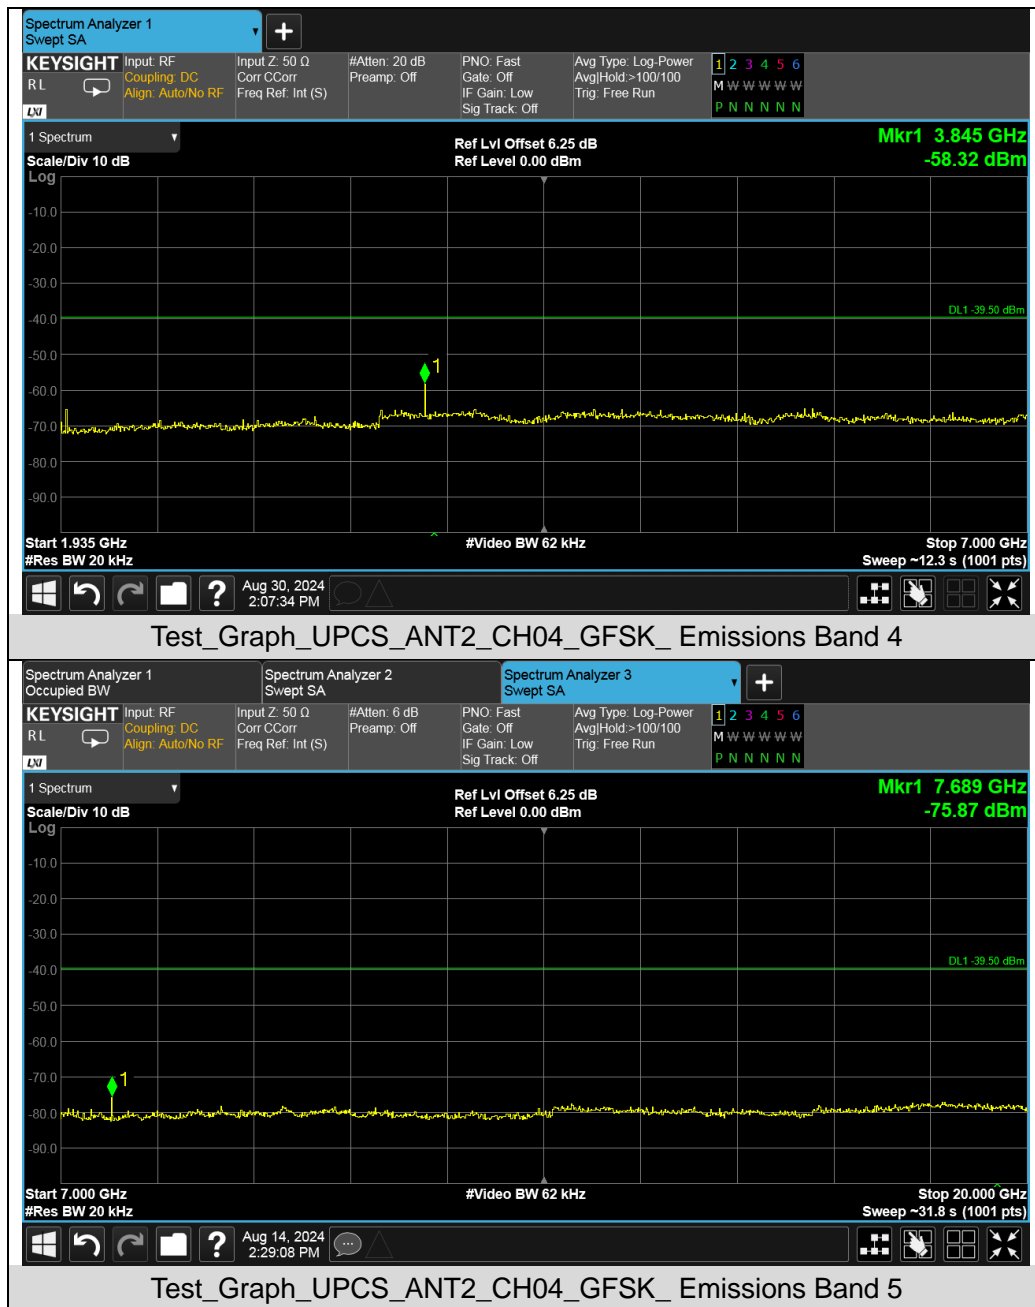 Spectrum Analyzer 1
Swept SA
KEYSIGHT
R L
LXI
Input: RF
Coupling: DC
Align: Auto/No RF
Input Z: 50 Ω
Corr CCorr
Freq Ref: Int (S)
#Atten: 20 dB
Preamp: Off
PNO: Fast
Gate: Off
IF Gain: Low
Sig Track: Off
Avg Type: Log-Power
Avg|Hold:>100/100
Trig: Free Run
1 2 3 4 5 6
M W W W W W
P N N N N N
1 Spectrum
Scale/Div 10 dB
Ref Lvl Offset 6.25 dB
Ref Level 0.00 dBm
Mkr1 3.845 GHz
-58.32 dBm
Log
-10.0
-20.0
-30.0
-40.0
DL1 -39.50 dBm
-50.0
1
-60.0
-70.0
-80.0
-90.0
Start 1.935 GHz
#Video BW 62 kHz
Stop 7.000 GHz
#Res BW 20 kHz
Sweep ~12.3 s (1001 pts)
?
Aug 30, 2024
2:07:34 PM
Test_Graph_UPCS_ANT2_CH04_GFSK_ Emissions Band 4
Spectrum Analyzer 1
Occupied BW
Spectrum Analyzer 2
Swept SA
Spectrum Analyzer 3
Swept SA
KEYSIGHT
R L
LXI
Input: RF
Coupling: DC
Align: Auto/No RF
Input Z: 50 Ω
Corr CCorr
Freq Ref: Int (S)
#Atten: 6 dB
Preamp: Off
PNO: Fast
Gate: Off
IF Gain: Low
Sig Track: Off
Avg Type: Log-Power
Avg|Hold:>100/100
Trig: Free Run
1 2 3 4 5 6
M W W W W W
P N N N N N
1 Spectrum
Scale/Div 10 dB
Ref Lvl Offset 6.25 dB
Ref Level 0.00 dBm
Mkr1 7.689 GHz
-75.87 dBm
Log
-10.0
-20.0
-30.0
-40.0
DL1 -39.50 dBm
-50.0
-60.0
-70.0
1
-80.0
-90.0
Start 7.000 GHz
#Video BW 62 kHz
Stop 20.000 GHz
#Res BW 20 kHz
Sweep ~31.8 s (1001 pts)
?
Aug 14, 2024
2:29:08 PM
Test_Graph_UPCS_ANT2_CH04_GFSK_ Emissions Band 5